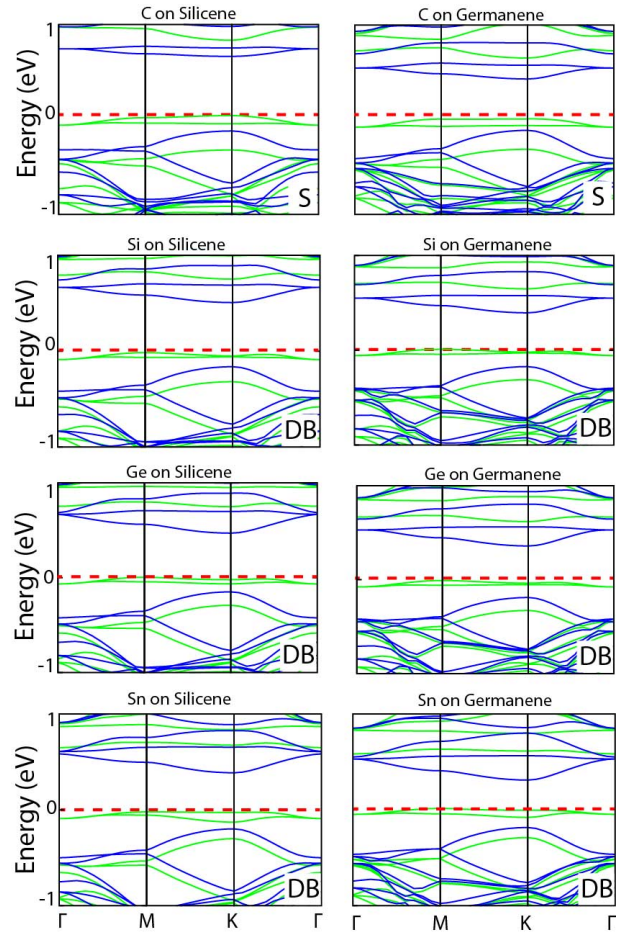 C on Silicene
C on Germanene
Energy (eV)
1
0
-1
S
S
Si on Silicene
Si on Germanene
Energy (eV)
1
0
-1
DB
DB
Ge on Silicene
Ge on Germanene
Energy (eV)
1
0
-1
DB
DB
Sn on Silicene
Sn on Germanene
Energy (eV)
1
0
-1
DB
DB
Γ M K Γ Γ M K Γ